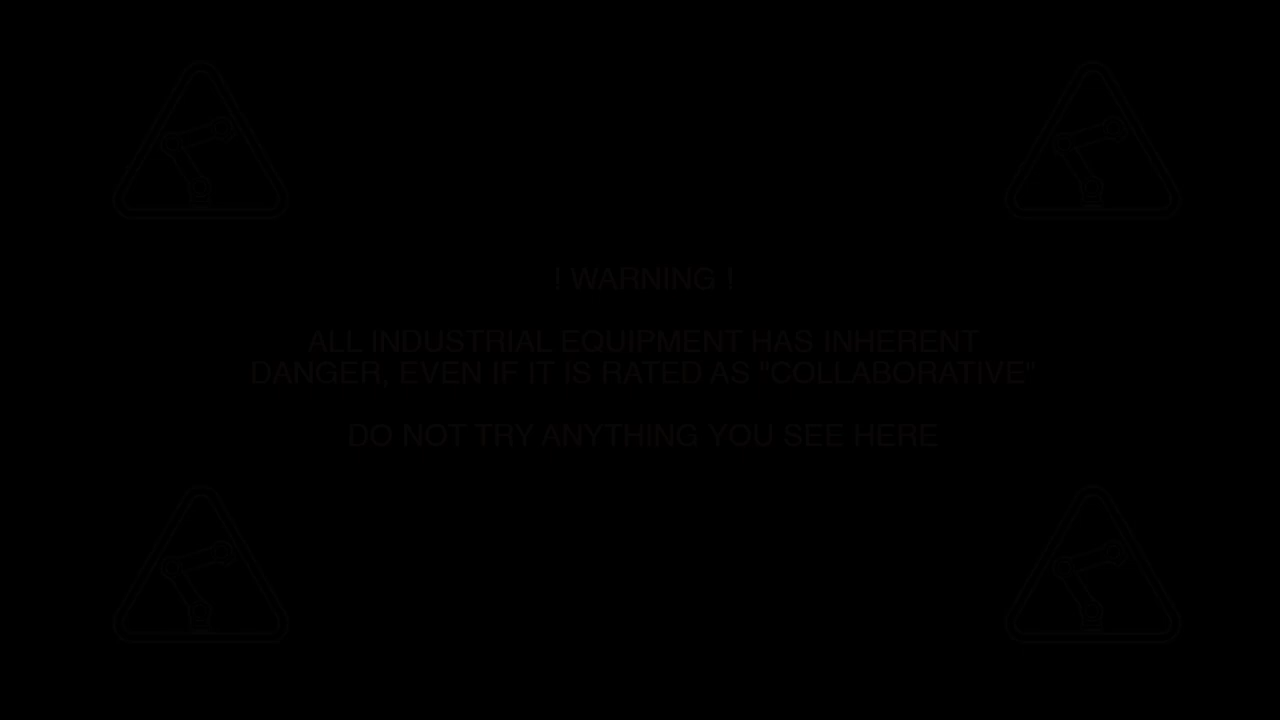 ! WARNING !
ALL INDUSTRIAL EQUIPMENT HAS INHERENT
DANGER, EVEN IF IT IS RATED AS "COLLABORATIVE"
DO NOT TRY ANYTHING YOU SEE HERE